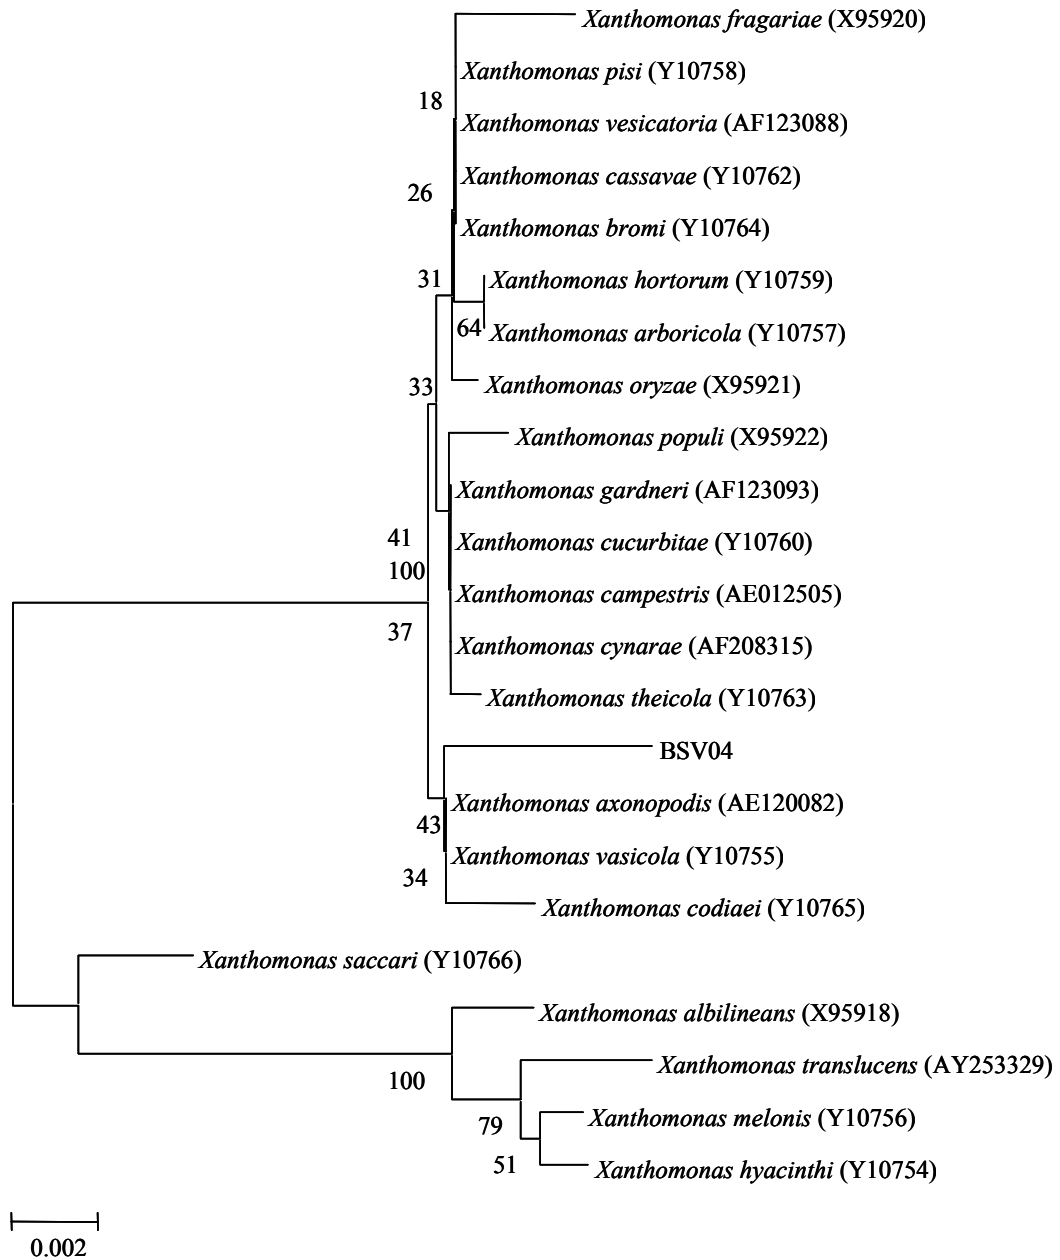 Xanthomonas fragariae (X95920)
Xanthomonas pisi (Y10758)
18
Xanthomonas vesicatoria (AF123088)
Xanthomonas cassavae (Y10762)
26
Xanthomonas bromi (Y10764)
31
Xanthomonas hortorum (Y10759)
64
Xanthomonas arboricola (Y10757)
33
Xanthomonas oryzae (X95921)
Xanthomonas populi (X95922)
Xanthomonas gardneri (AF123093)
41
Xanthomonas cucurbitae (Y10760)
100
Xanthomonas campestris (AE012505)
37
Xanthomonas cynarae (AF208315)
Xanthomonas theicola (Y10763)
BSV04
Xanthomonas axonopodis (AE120082)
43
Xanthomonas vasicola (Y10755)
34
Xanthomonas codiaei (Y10765)
Xanthomonas saccari (Y10766)
Xanthomonas albilineans (X95918)
Xanthomonas translucens (AY253329)
100
Xanthomonas melonis (Y10756)
79
51
Xanthomonas hyacinthi (Y10754)
0.002